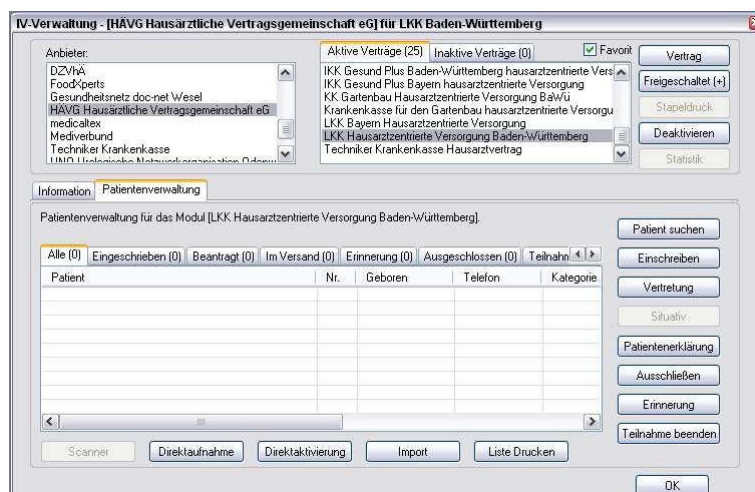 IV-Verwaltung - [HÄVG Hausärztliche Vertragsgemeinschaft eG] für LKK Baden-Württemberg
Anbieter:
DZVhÄ
FoodXperts
Gesundheitsnetz doc-net Wesel
HÄVG Hausärztliche Vertragsgemeinschaft eG
medicaltex
Mediverbund
Techniker Krankenkasse
UNO Urologische Netzwerkorganisation
Aktive Verträge (25) Inaktive Verträge (0) Favorit
IKK Gesund Plus Baden-Württemberg hausarztzentrierte Vers
IKK Gesund Plus Bayern hausarztzentrierte Versorgung
KK Gartenbau Hausarztzentrierte Versorgung BaWü
Krankenkasse für den Gartenbau hausarztzentrierte Versorgu
LKK Bayern Hausarztzentrierte Versorgung
LKK Hausarztzentrierte Versorgung Baden-Württemberg
Techniker Krankenkasse Hausarztvertrag
Vertrag
Freigeschaltet (+)
Stapeldruck
Deaktivieren
Statistik
Information Patientenverwaltung
Patientenverwaltung für das Modul [LKK Hausarztzentrierte Versorgung Baden-Württemberg].
Alle (0) Eingeschrieben (0) Beantragt (0) Im Versand (0) Erinnerung (0) Ausgeschlossen (0) Teilnahn
Patient Nr. Geboren Telefon Kategorie
Patient suchen
Einschreiben
Vertretung
Situativ
Patientenerklärung
Ausschließen
Erinnerung
Teilnahme beenden
Scanner Direktaufnahme Direktaktivierung Import Liste Drucken
OK